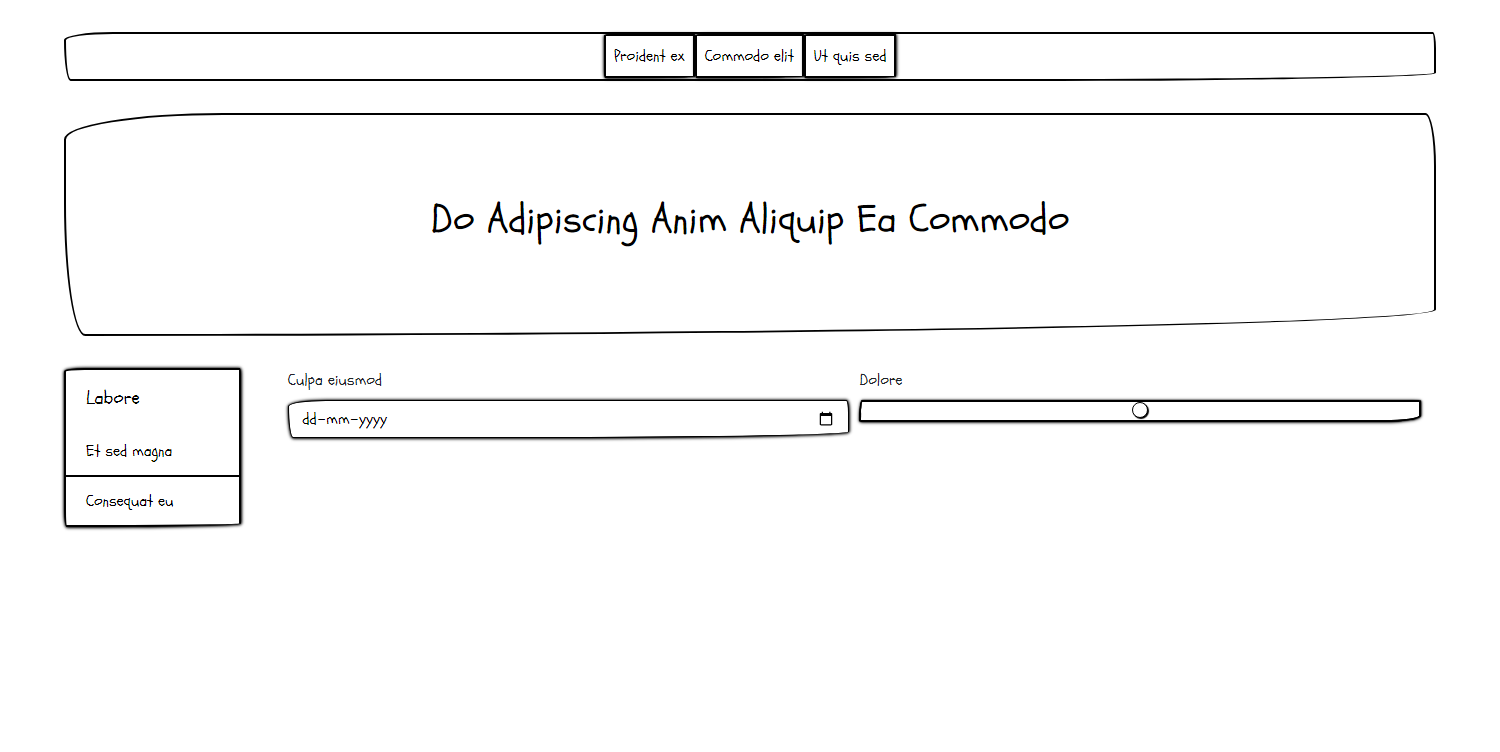 Proident ex Commodo elit Ut quis sed
Do Adipiscing Anim Aliquip Ea Commodo
Labore
Et sed magna
Consequat eu
Culpa eiusmod
dd-mm-yyyy
Dolore